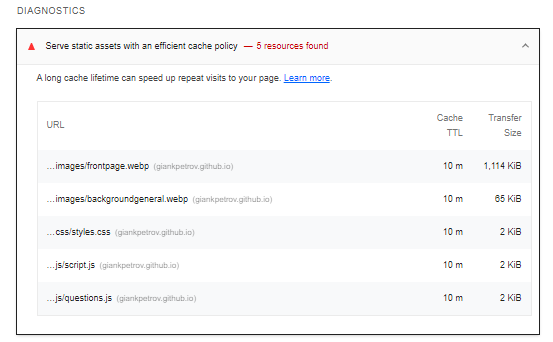 DIAGNOSTICS
Serve static assets with an efficient cache policy — 5 resources found
A long cache lifetime can speed up repeat visits to your page. Learn more.
URL Cache TTL Transfer Size
...images/frontpage.webp (giankpetrov.github.io) 10 m 1,114 KiB
...images/backgroundgeneral.webp (giankpetrov.github.io) 10 m 65 KiB
...css/styles.css (giankpetrov.github.io) 10 m 2 KiB
...js/script.js (giankpetrov.github.io) 10 m 2 KiB
...js/questions.js (giankpetrov.github.io) 10 m 2 KiB